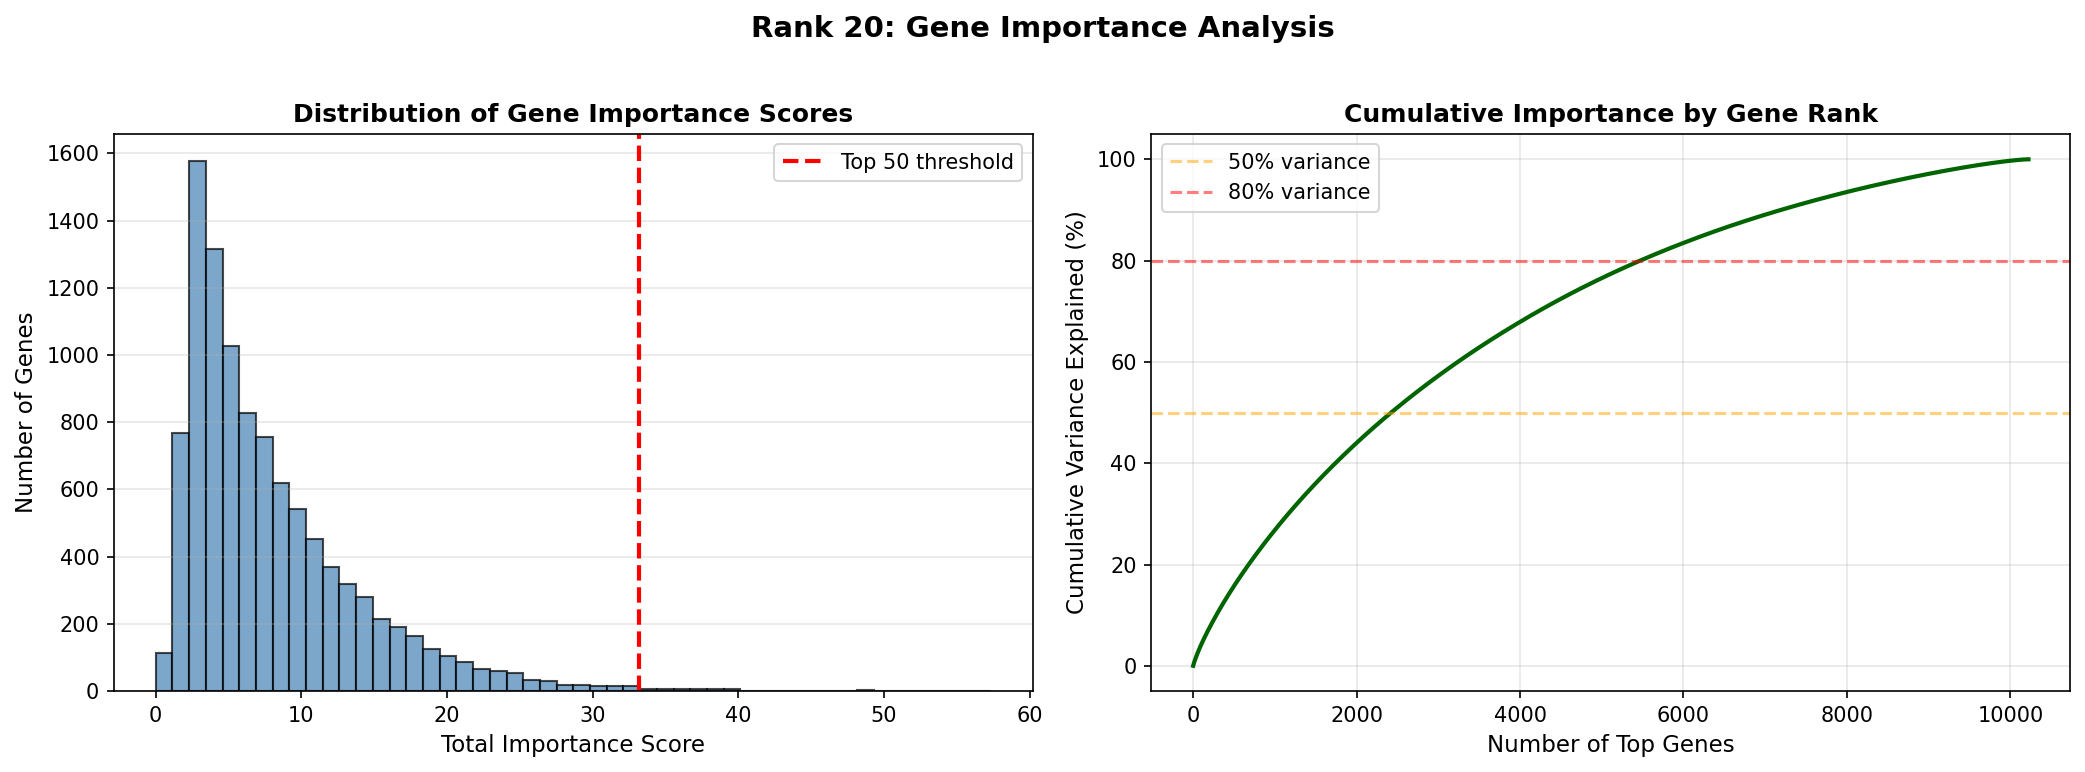 Rank 20: Gene Importance Analysis
Distribution of Gene Importance Scores
Number of Genes
1600
1400
1200
1000
800
600
400
200
0
Top 50 threshold
0 10 20 30 40 50 60
Total Importance Score
Cumulative Importance by Gene Rank
Cumulative Variance Explained (%)
100
80
60
40
20
0
50% variance
80% variance
0 2000 4000 6000 8000 10000
Number of Top Genes